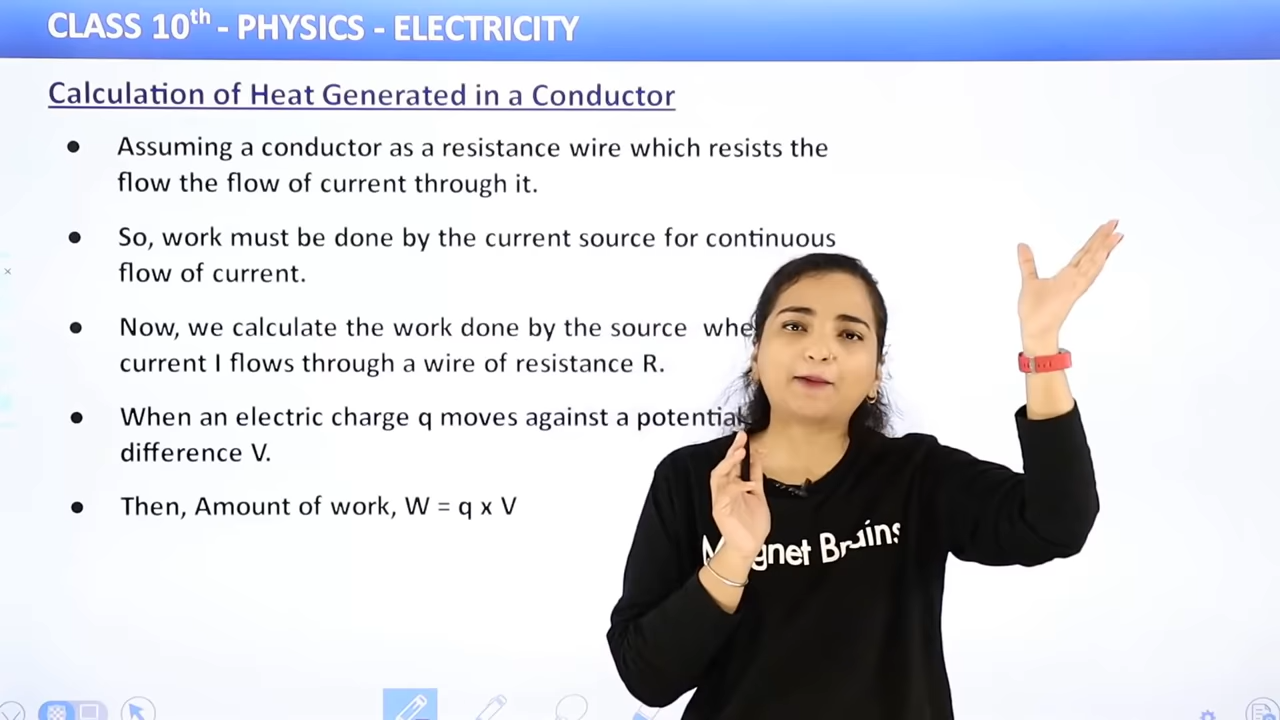 CLASS 10th - PHYSICS - ELECTRICITY
Calculation of Heat Generated in a Conductor
● Assuming a conductor as a resistance wire which resists the
flow the flow of current through it.
● So, work must be done by the current source for continuous
flow of current.
● Now, we calculate the work done by the source
current I flows through a wire of resistance R.
● When an electric charge q moves against a potential
difference V.
● Then, Amount of work, W = q x V
Magnet Brains